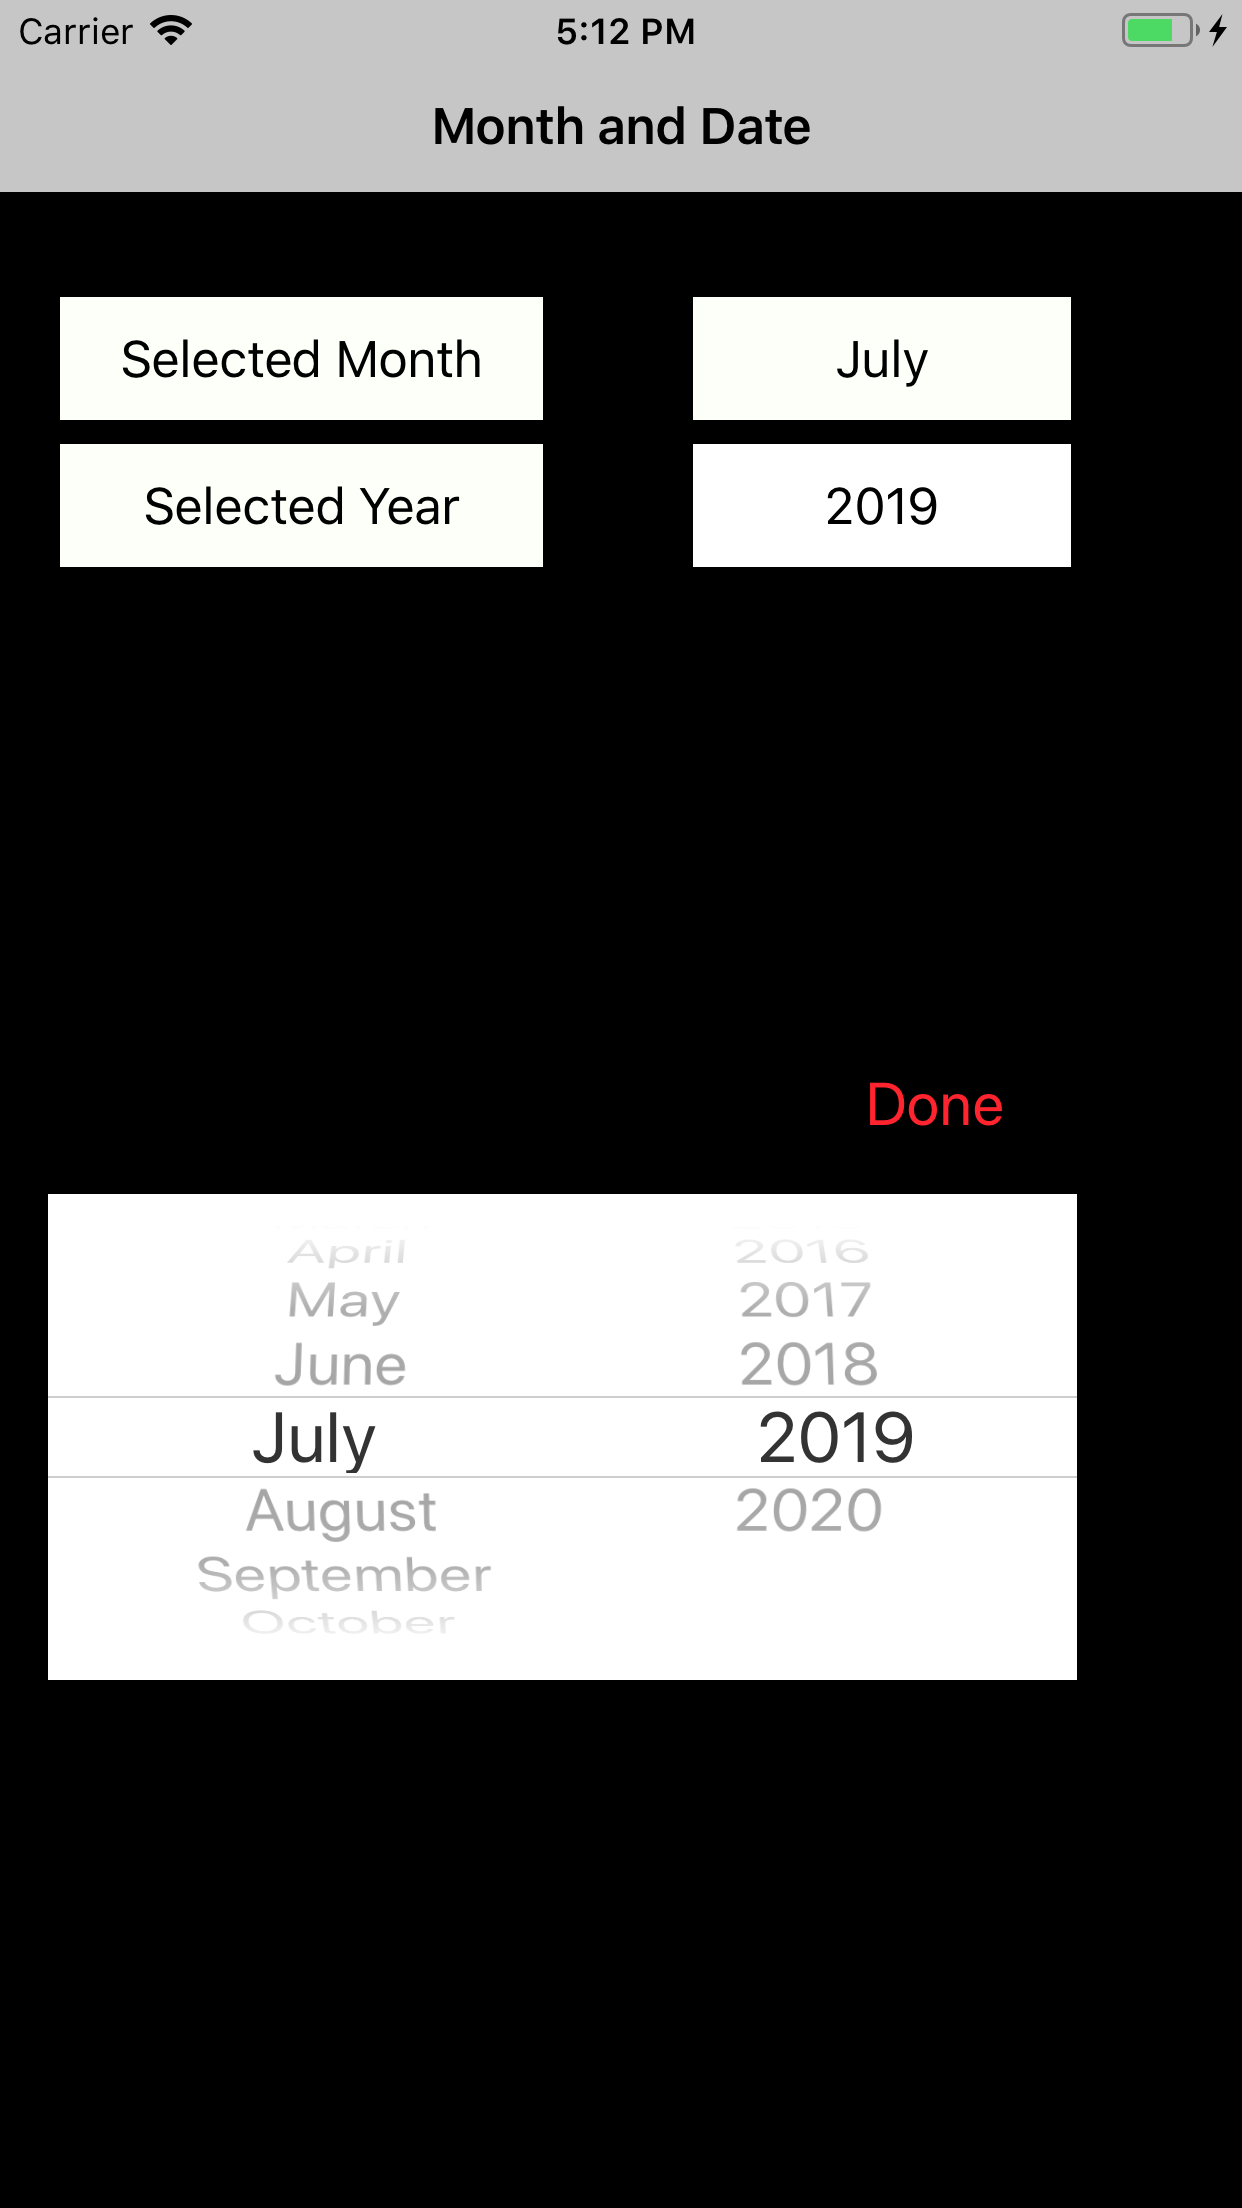 Carrier 5:12 PM
Month and Date
Selected Month July
Selected Year 2019
Done
April 2016
May 2017
June 2018
July 2019
August 2020
September
October